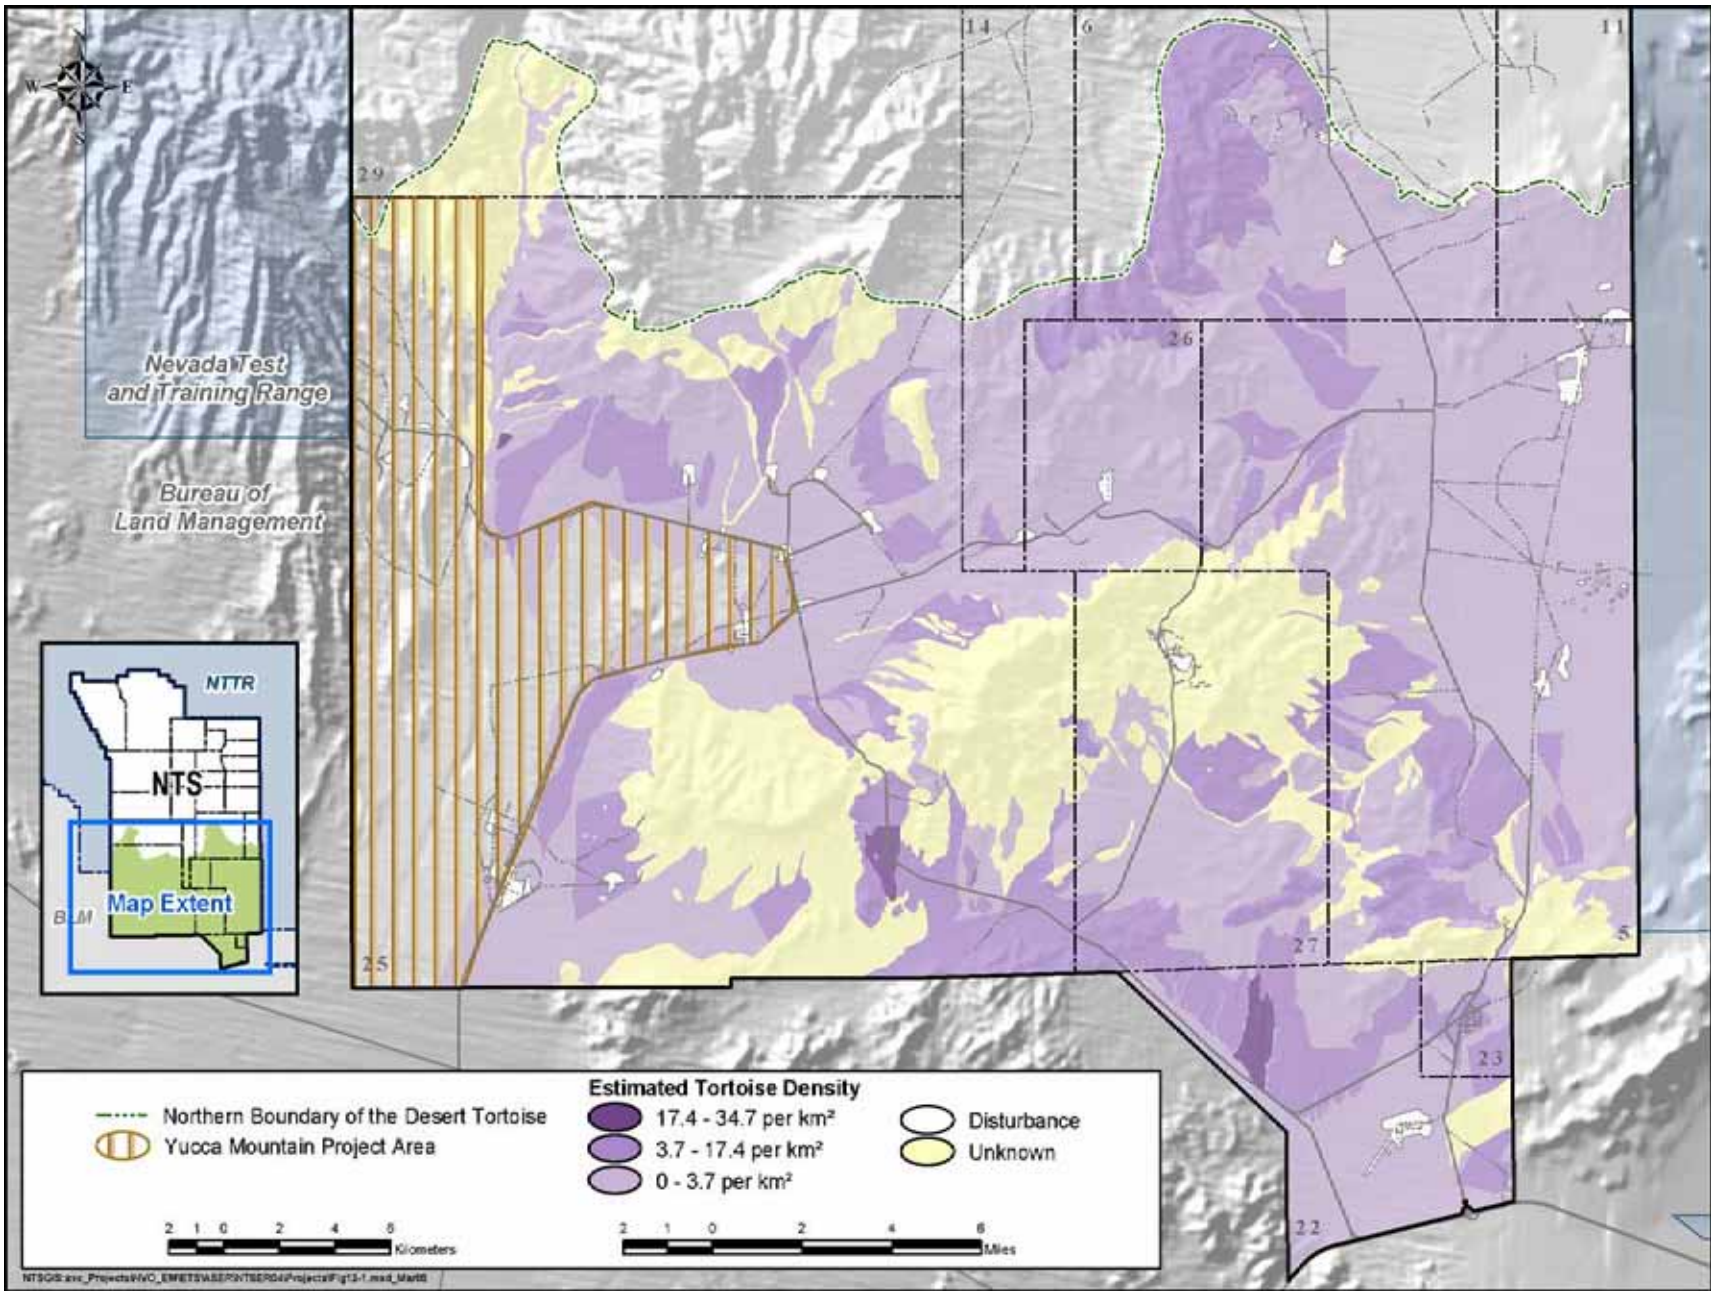 14
6
11
W
E
S
29
26
Nevada Test
and Training Range
Bureau of
Land Management
NTTR
NTS
Map Extent
BLM
25
27
5
23
22
Estimated Tortoise Density
Northern Boundary of the Desert Tortoise
Yucca Mountain Project Area
17.4 - 34.7 per km²
3.7 - 17.4 per km²
0 - 3.7 per km²
Disturbance
Unknown
2 1 0 2 4 6
Kilometers
2 1 0 2 4 6
Miles